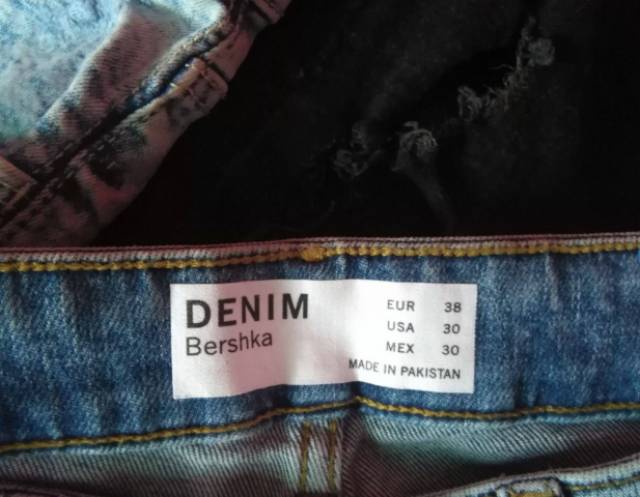 DENIM
Bershka
EUR 38
USA 30
MEX 30
MADE IN PAKISTAN